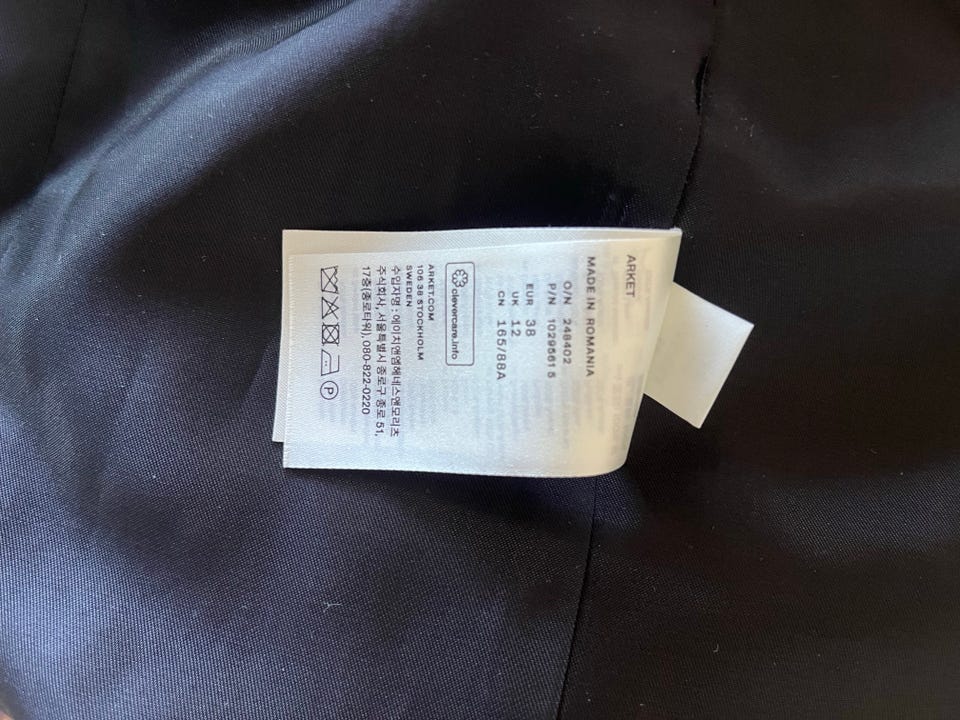 ARKET
MADE IN ROMANIA
O/N 248402
P/N 10295615
EUR 38
UK 12
CN 165/88A
clevercare.info
ARKET.COM
106 38 STOCKHOLM
SWEDEN
수입자명 : 에이치앤엠헤네스앤모리츠
주식회사, 서울특별시 종로구 종로 51,
17층(종로타워), 080-822-0220
P